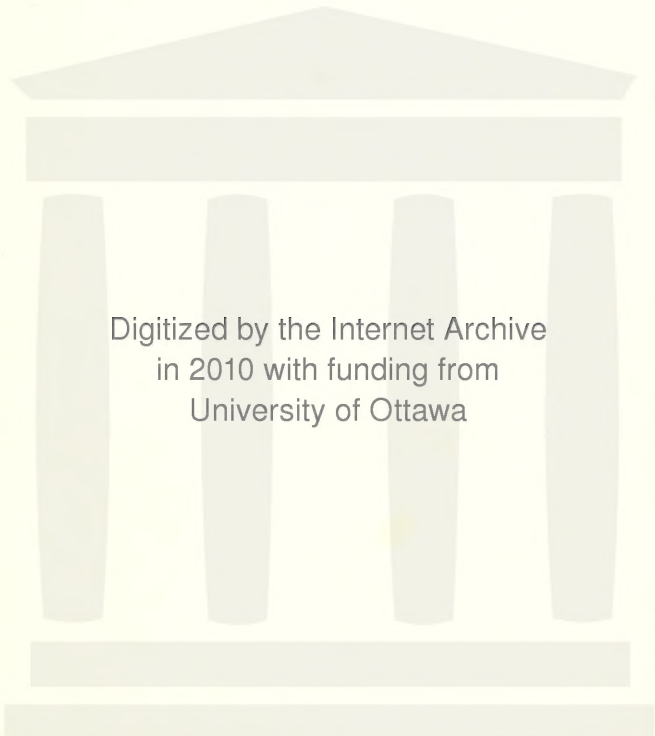 Digitized by the Internet Archive
in 2010 with funding from
University of Ottawa